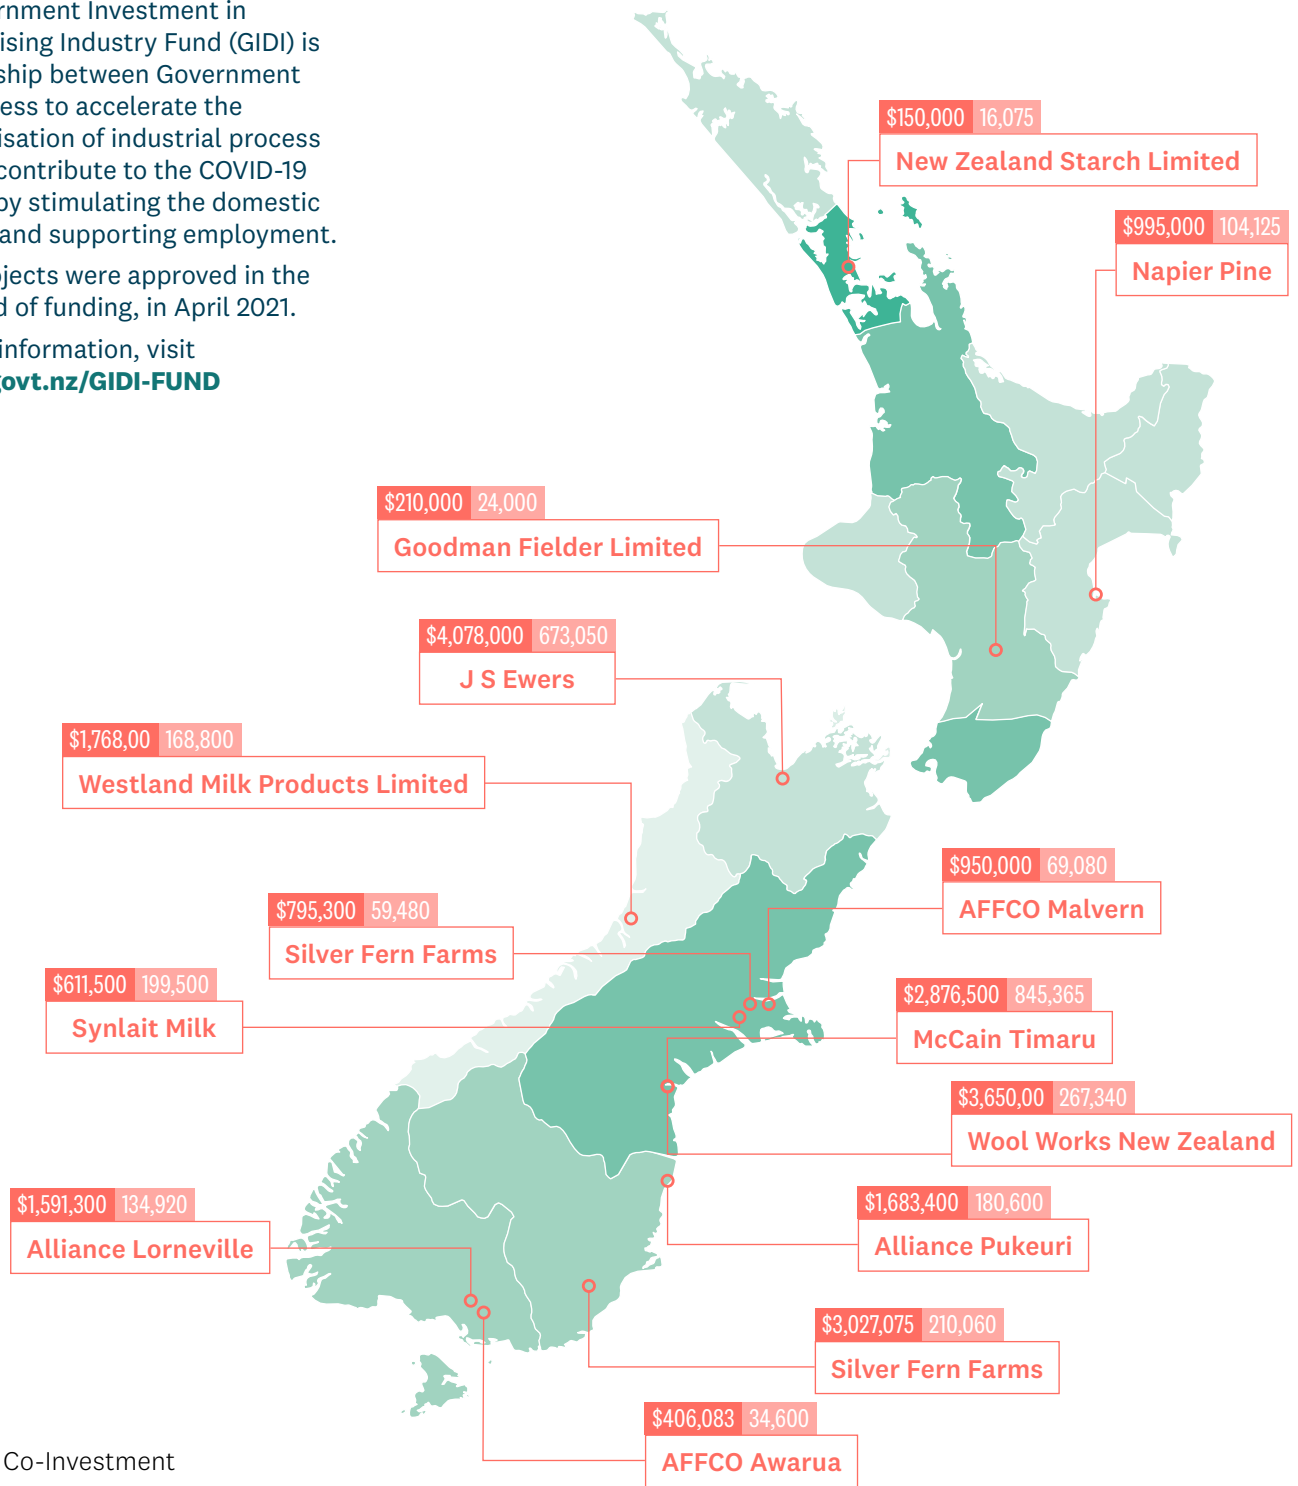 rnment Investment in
ising Industry Fund (GIDI) is
ship between Government
ess to accelerate the
isation of industrial process
contribute to the COVID-19
by stimulating the domestic
and supporting employment.
jects were approved in the
d of funding, in April 2021.
information, visit
govt.nz/GIDI-FUND
$150,000 16,075
New Zealand Starch Limited
$995,000 104,125
Napier Pine
$210,000 24,000
Goodman Fielder Limited
$4,078,000 673,050
J S Ewers
$1,768,00 168,800
Westland Milk Products Limited
$950,000 69,080
AFFCO Malvern
$795,300 59,480
Silver Fern Farms
$611,500 199,500
Synlait Milk
$2,876,500 845,365
McCain Timaru
$3,650,00 267,340
Wool Works New Zealand
$1,591,300 134,920
Alliance Lorneville
$1,683,400 180,600
Alliance Pukeuri
$3,027,075 210,060
Silver Fern Farms
$406,083 34,600
AFFCO Awarua
Co-Investment